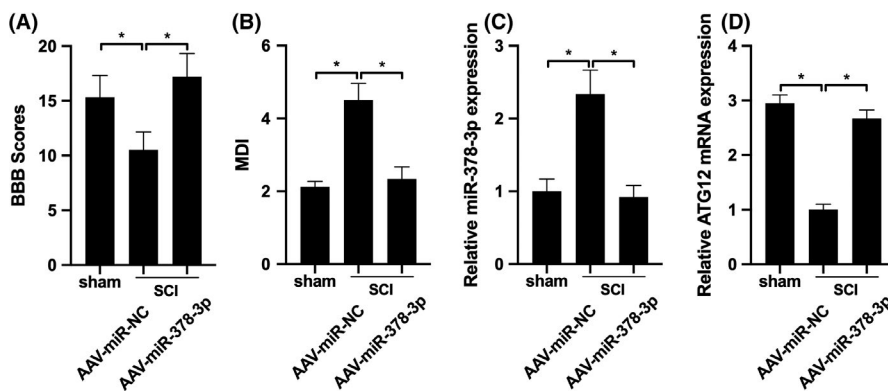 (A)
BBB Scores
20
15
10
5
0
* *
sham
SCI
AAV-miR-NC
AAV-miR-378-3p
(B)
MDI
6
4
2
0
* *
sham
SCI
AAV-miR-NC
AAV-miR-378-3p
(C)
Relative miR-378-3p expression
3
2
1
0
* *
sham
SCI
AAV-miR-NC
AAV-miR-378-3p
(D)
Relative ATG12 mRNA expression
4
3
2
1
0
* *
sham
SCI
AAV-miR-NC
AAV-miR-378-3p